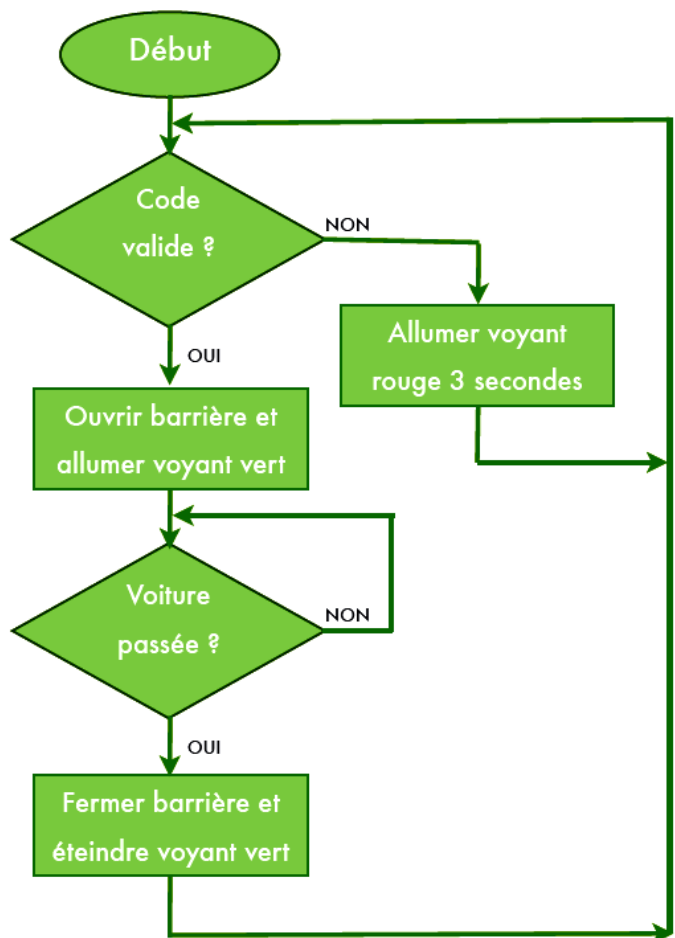 Début
Code
valide ?
NON
Allumer voyant
rouge 3 secondes
OUI
Ouvrir barrière et
allumer voyant vert
Voiture
passée ?
NON
OUI
Fermer barrière et
éteindre voyant vert